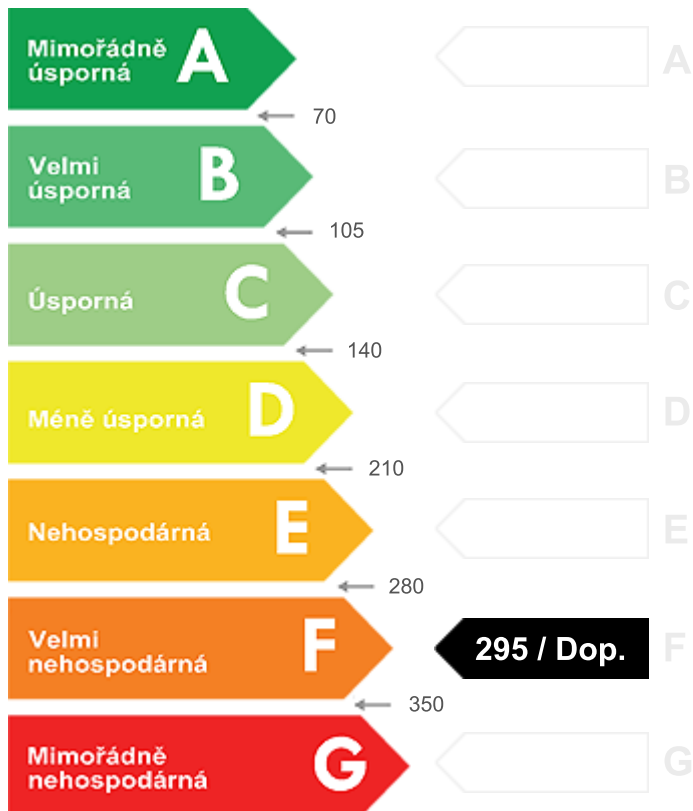 Mimořádně
úsporná
A
A
70
Velmi
úsporná
B
B
105
Úsporná
C
C
140
Méně úsporná
D
D
210
Nehospodárná
E
E
280
Velmi
nehospodárná
F
295 / Dop.
F
350
Mimořádně
nehospodárná
G
G